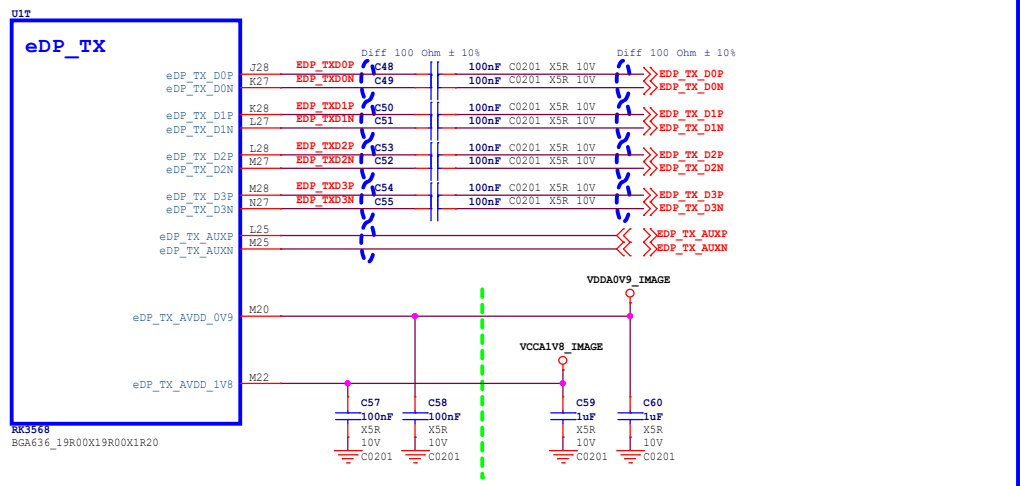 U1T
eDP_TX
Diff 100 Ohm ± 10%
Diff 100 Ohm ± 10%
eDP_TX_D0P J28 EDP_TXD0P C48 100nF C0201 X5R 10V EDP_TX_D0P
eDP_TX_D0N K27 EDP_TXD0N C49 100nF C0201 X5R 10V EDP_TX_D0N
eDP_TX_D1P K28 EDP_TXD1P C50 100nF C0201 X5R 10V EDP_TX_D1P
eDP_TX_D1N L27 EDP_TXD1N C51 100nF C0201 X5R 10V EDP_TX_D1N
eDP_TX_D2P L28 EDP_TXD2P C53 100nF C0201 X5R 10V EDP_TX_D2P
eDP_TX_D2N M27 EDP_TXD2N C52 100nF C0201 X5R 10V EDP_TX_D2N
eDP_TX_D3P M28 EDP_TXD3P C54 100nF C0201 X5R 10V EDP_TX_D3P
eDP_TX_D3N N27 EDP_TXD3N C55 100nF C0201 X5R 10V EDP_TX_D3N
eDP_TX_AUXP L25 EDP_TX_AUXP
eDP_TX_AUXN M25 EDP_TX_AUXN
VDDA0V9_IMAGE
eDP_TX_AVDD_0V9 M20
VCCA1V8_IMAGE
eDP_TX_AVDD_1V8 M22
C57 C58 C59 C60
100nF 100nF 1uF 1uF
X5R X5R X5R X5R
10V 10V 10V 10V
C0201 C0201 C0201 C0201
RK3568
BGA636_19R00X19R00X1R20